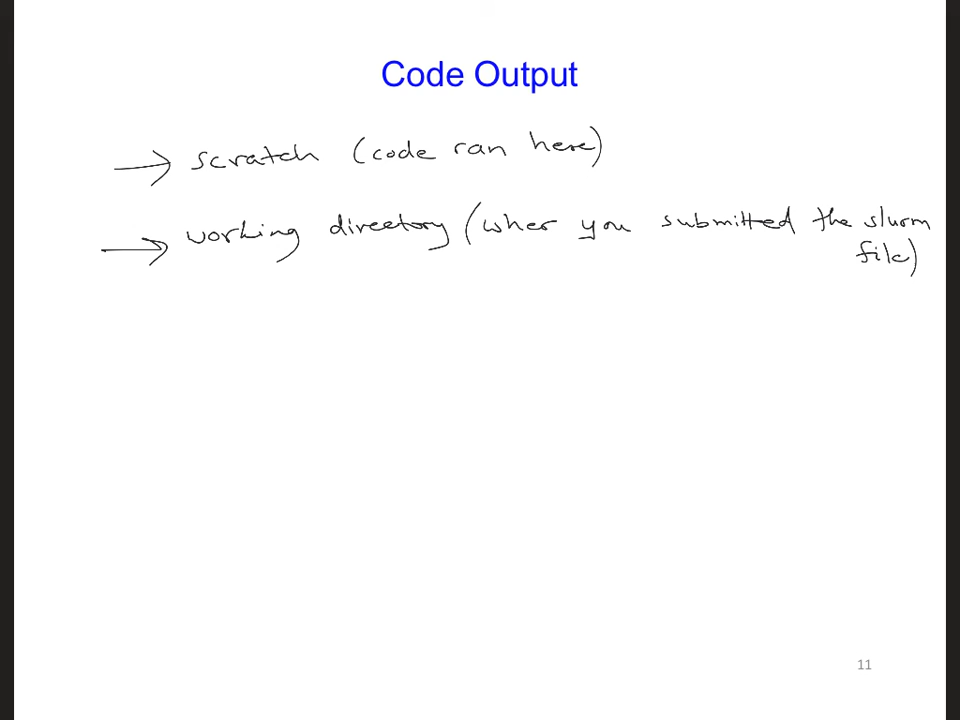 Code Output
→ scratch (code ran here)
→ working directory (wher you submitted the slurm
file)
11